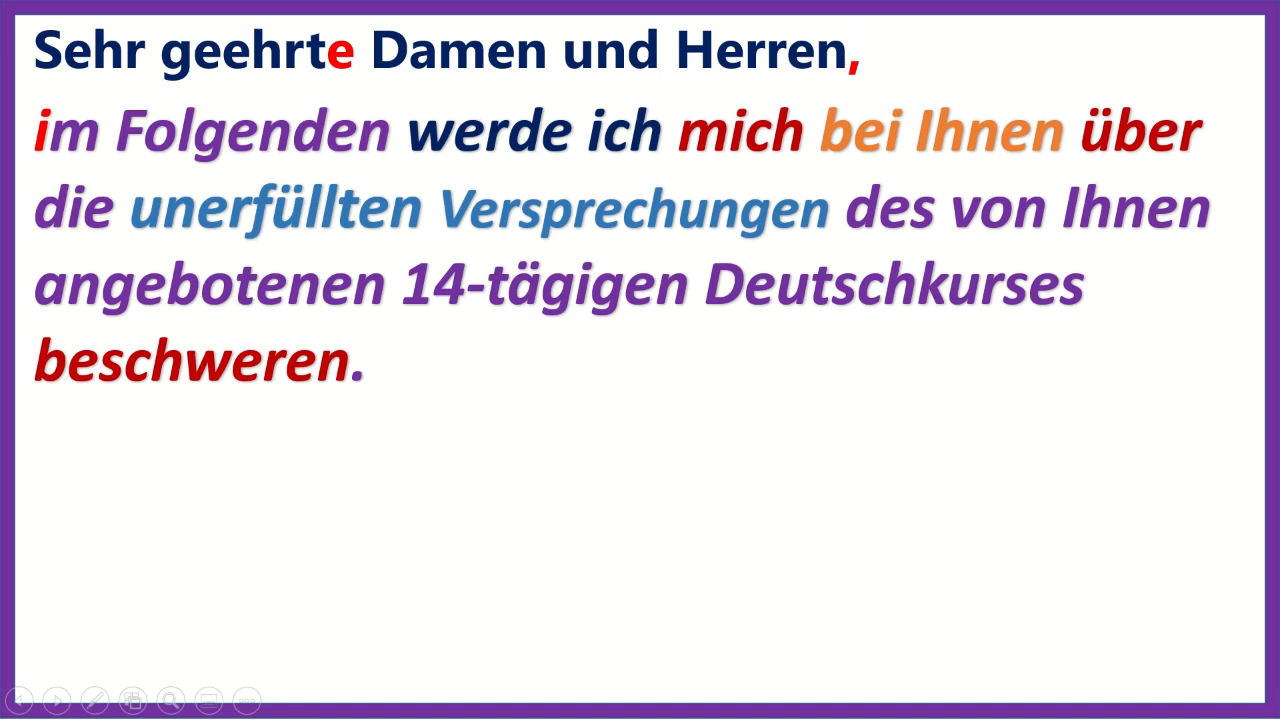 Sehr geehrte Damen und Herren,
im Folgenden werde ich mich bei Ihnen über
die unerfüllten Versprechungen des von Ihnen
angebotenen 14-tägigen Deutschkurses
beschweren.